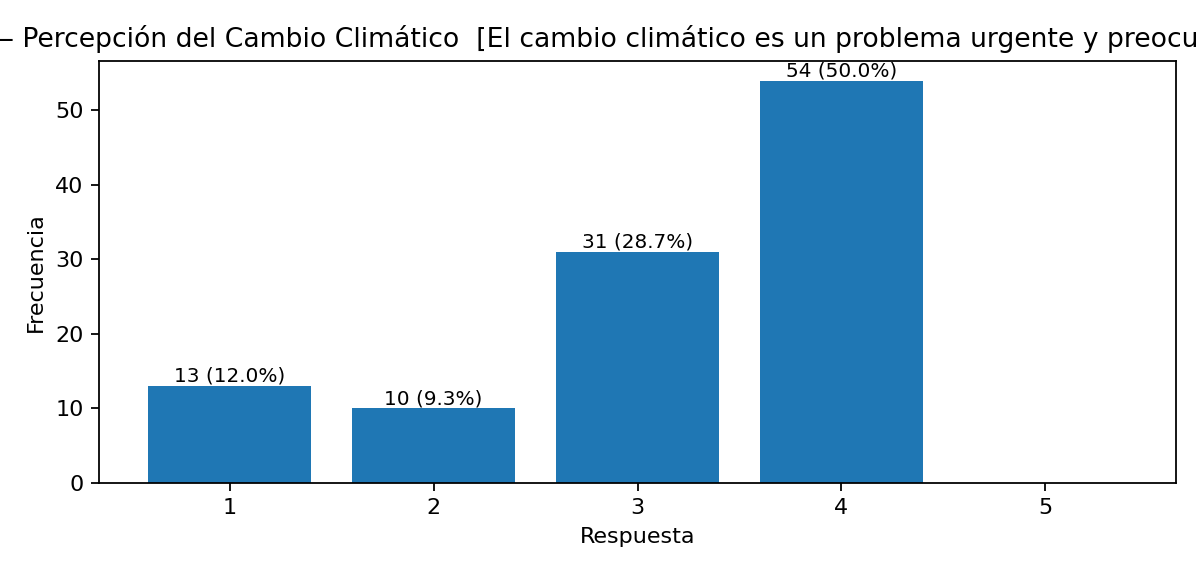 – Percepción del Cambio Climático [El cambio climático es un problema urgente y preocu
54 (50.0%)
50
40
31 (28.7%)
30
Frecuencia
20
13 (12.0%)
10 (9.3%)
10
0
1 2 3 4 5
Respuesta